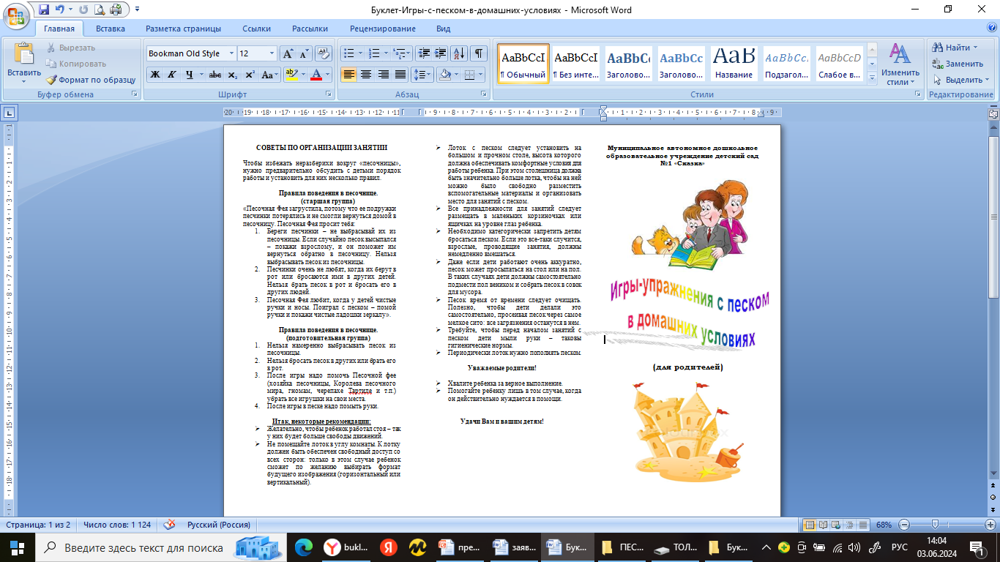 Буклет-Игры-с-песком-в-домашних-условиях - Microsoft Word
Главная Вставка Разметка страницы Ссылки Рассылки Рецензирование Вид
Вставить
Вырезать
Копировать
Формат по образцу
Буфер обмена
Bookman Old Style 12
Ж К Ч abc x₂ x² Aa
Шрифт
Абзац
AaBbCcI AaBbCcI AaBbCc AaBbCc AaB AaBbCc. AaBbCcD
¶ Обычный ¶ Без инте... Заголово... Заголово... Название Подзагол... Слабое в...
Стили
Изменить стили
Найти
Заменить
Выделить
Редактирование
СОВЕТЫ ПО ОРГАНИЗАЦИИ ЗАНЯТИИ
Чтобы избежать неразберихи вокруг «песочницы»,
нужно предварительно обсудить с детьми порядок
работы и установить для них несколько правил.
Правила поведения в песочнице.
(старшая группа)
«Песочная Фея загрустила, потому что ее подружки
песчинки потерялись и не смогли вернуться домой в
песочницу. Песочная Фея просит тебя:
1. Береги песчинки – не выбрасывай их из
песочницы. Если случайно песок высыпался
– покажи взрослому, и он поможет им
вернуться обратно в песочницу. Нельзя
выбрасывать песок из песочницы.
2. Песчинки очень не любят, когда их берут в
рот или бросаются ими в других детей.
Нельзя брать песок в рот и бросать его в
других людей.
3. Песочная Фея любит, когда у детей чистые
ручки и носы. Поиграл с песком – помой
ручки и покажи чистые ладошки зеркалу».
Правила поведения в песочнице.
(подготовительная группа)
1. Нельзя намеренно выбрасывать песок из
песочницы.
2. Нельзя бросать песок в других или брать его
в рот.
3. После игры надо помочь Песочной фее
(хозяйка песочницы, Королева песочного
мира, гномам, черепахе Тартиле и т.п.)
убрать все игрушки на свои места.
4. После игры в песке надо помыть руки.
Итак, некоторые рекомендации:
Желательно, чтобы ребенок работал стоя – так
у них будет больше свободы движений.
Не помещайте лоток в углу комнаты. К лотку
должен быть обеспечен свободный доступ со
всех сторон: только в этом случае ребенок
сможет по желанию выбирать формат
будущего изображения (горизонтальный или
вертикальный).
Лоток с песком следует установить на
большом и прочном столе, высота которого
должна обеспечивать комфортные условия для
работы ребенка. При этом столешница должна
быть значительно больше лотка, чтобы на ней
можно было свободно разместить
вспомогательные материалы и организовать
место для занятий с песком.
Все принадлежности для занятий следует
размещать в маленьких корзиночках или
ящичках на уровне глаз ребенка.
Необходимо категорически запретить детям
бросаться песком. Если это все-таки случится,
взрослые, проводящие занятия, должны
немедленно вмешаться.
Даже если дети работают очень аккуратно,
песок может просыпаться на стол или на пол.
В таких случаях дети должны самостоятельно
подмести пол веником и собрать песок в совок
для мусора.
Песок время от времени следует очищать.
Полезно, чтобы дети делали это
самостоятельно, просеивая песок через самое
мелкое сито: все загрязнения останутся в нем.
Требуйте, чтобы перед началом занятий с
песком дети мыли руки – таковы
гигиенические нормы.
Периодически лоток нужно пополнять песком.
Уважаемые родители!
Хвалите ребенка за верное выполнение.
Помогайте ребенку лишь в том случае, когда
он действительно нуждается в помощи.
Удачи Вам и вашим детям!
Муниципальное автономное дошкольное
образовательное учреждение детский сад
№1 «Сказка»
Игры-упражнения с песком
в домашних условиях
(для родителей)
Страница: 1 из 2 Число слов: 1 124 Русский (Россия) 68%
Введите здесь текст для поиска
bukl... пре... заяв... Бук... ПЕС... ТОЛ... Бук... РУС
14:04
03.06.2024